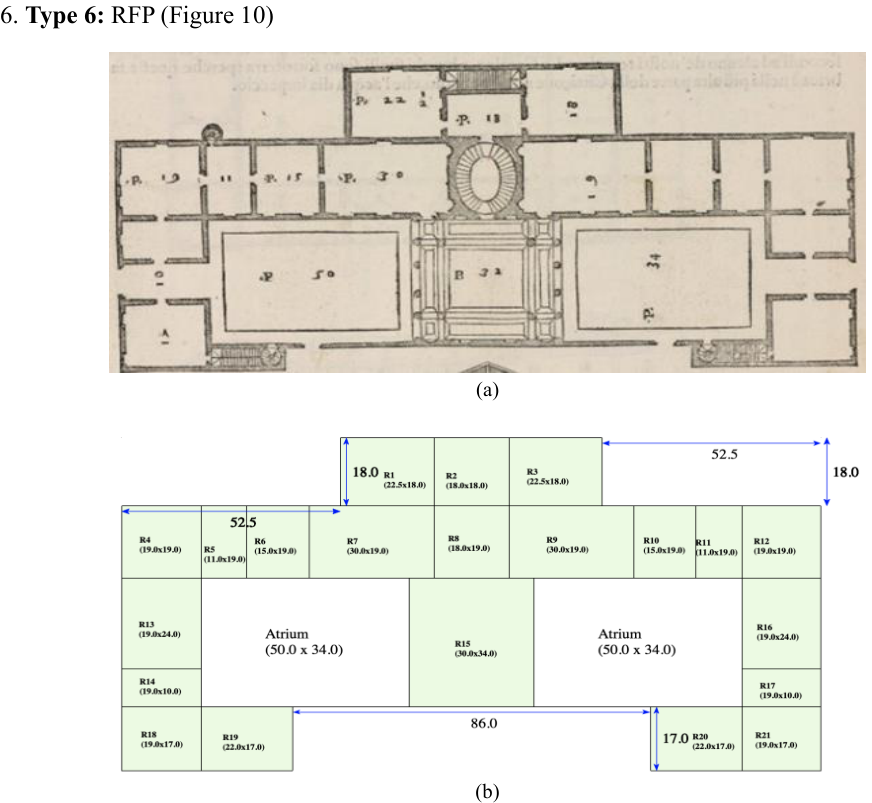 6. Type 6: RFP (Figure 10)
P. 22 ½
P. 18
18
P. 19
11
P. 15
P. 30
19
10
P. 50
B 32
34
P.
A
(a)
18.0
R1
(22.5x18.0)
R2
(18.0x18.0)
R3
(22.5x18.0)
52.5
18.0
52.5
R4
(19.0x19.0)
R5
(11.0x19.0)
R6
(15.0x19.0)
R7
(30.0x19.0)
R8
(18.0x19.0)
R9
(30.0x19.0)
R10
(15.0x19.0)
R11
(11.0x19.0)
R12
(19.0x19.0)
R13
(19.0x24.0)
Atrium
(50.0 x 34.0)
R15
(30.0x34.0)
Atrium
(50.0 x 34.0)
R16
(19.0x24.0)
R14
(19.0x10.0)
R17
(19.0x10.0)
R18
(19.0x17.0)
R19
(22.0x17.0)
86.0
17.0
R20
(22.0x17.0)
R21
(19.0x17.0)
(b)